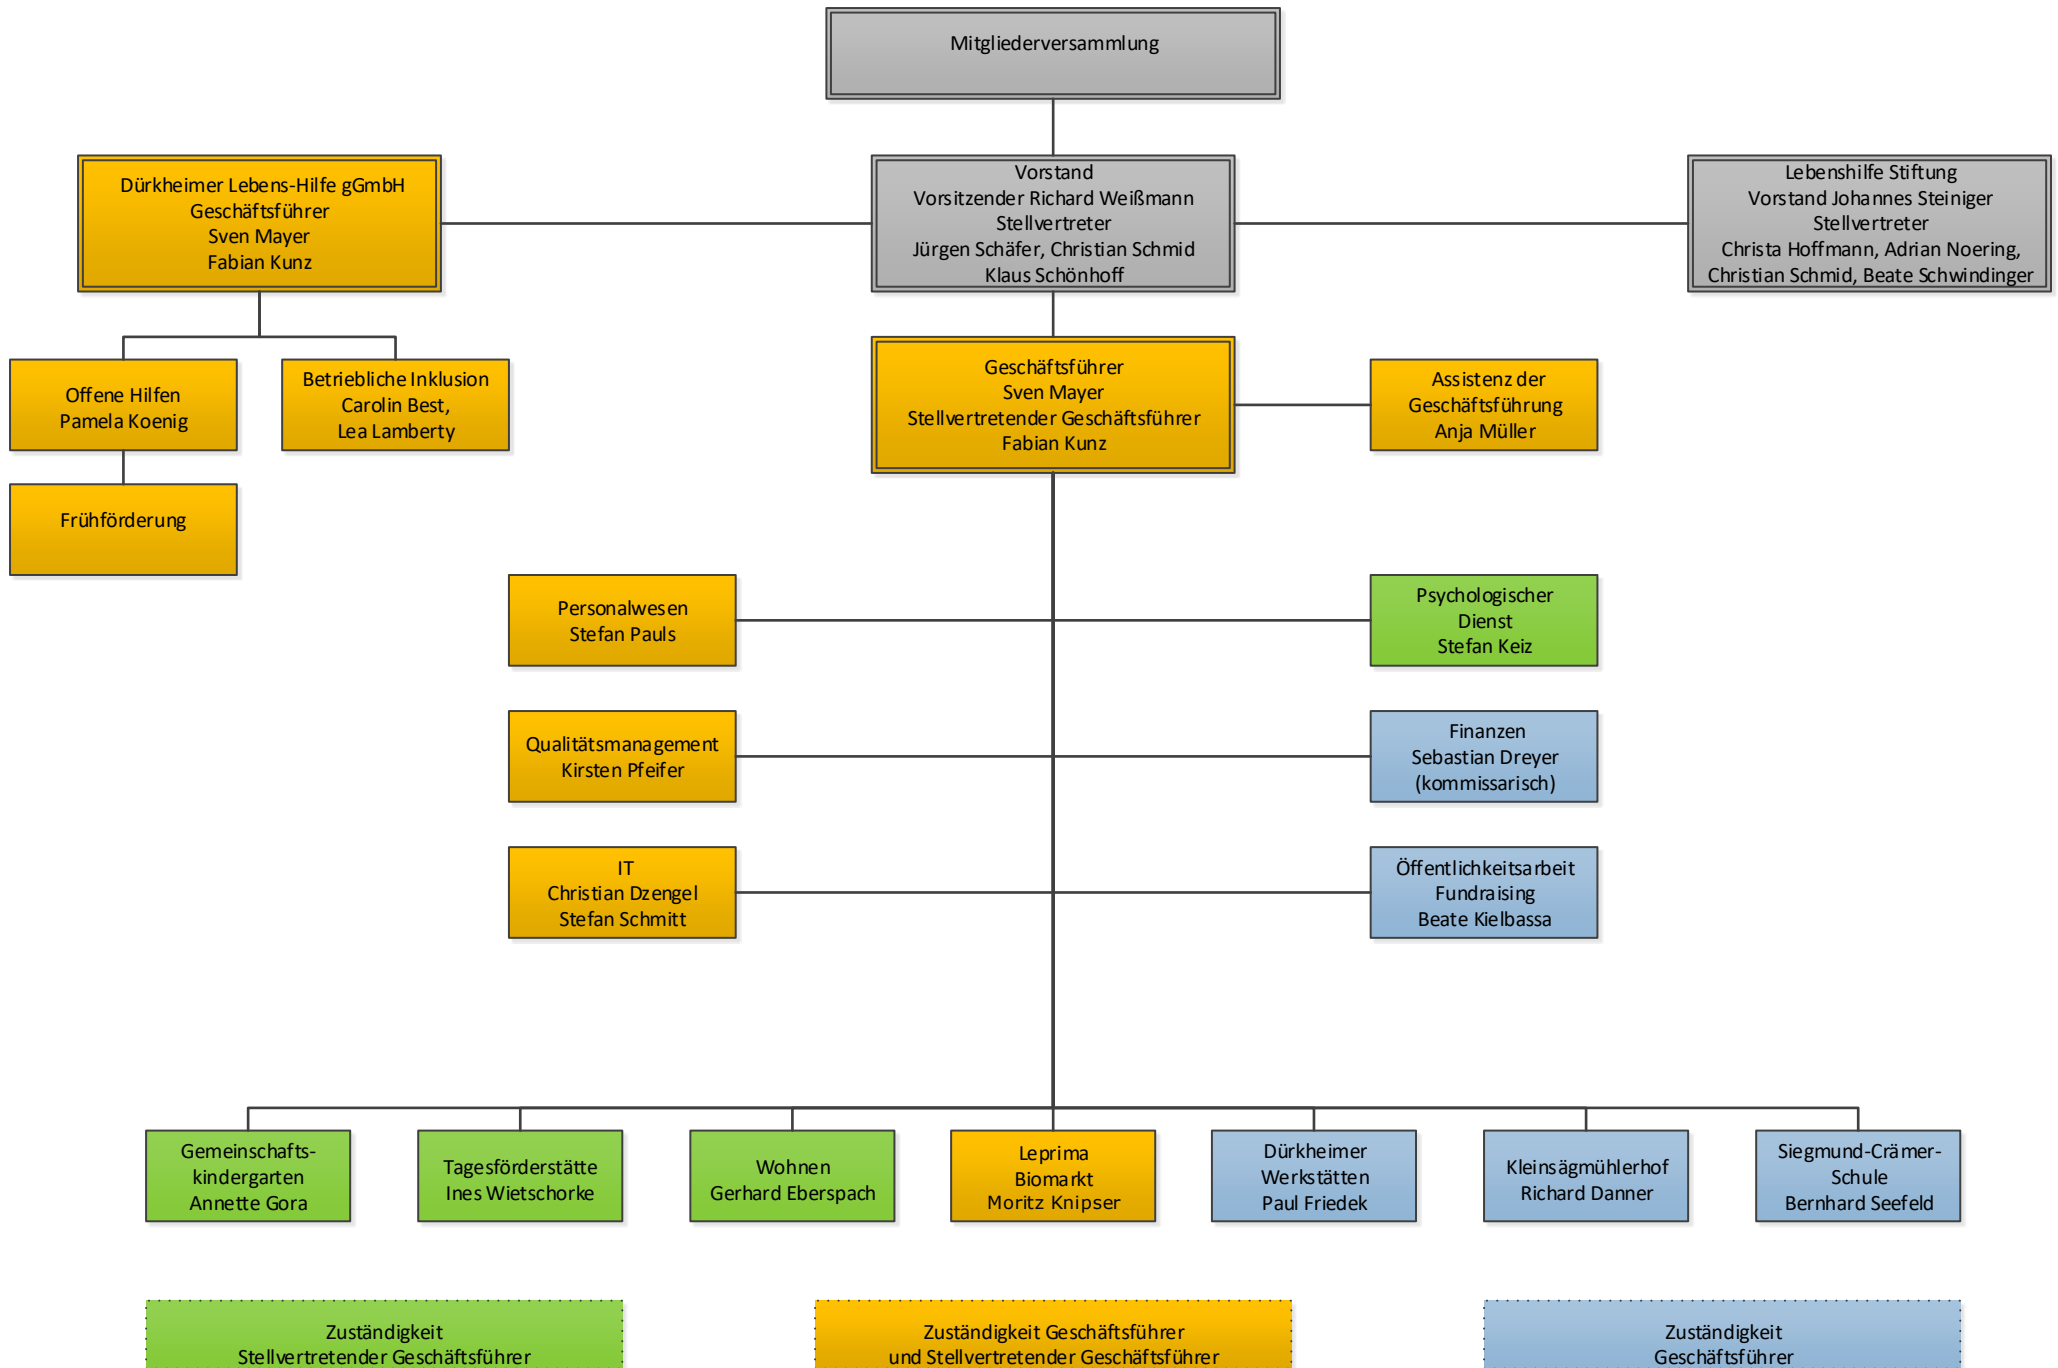 Mitgliederversammlung
Dürkheimer Lebens-Hilfe gGmbH
Geschäftsführer
Sven Mayer
Fabian Kunz
Vorstand
Vorsitzender Richard Weißmann
Stellvertreter
Jürgen Schäfer, Christian Schmid
Klaus Schönhoff
Lebenshilfe Stiftung
Vorstand Johannes Steiniger
Stellvertreter
Christa Hoffmann, Adrian Noering,
Christian Schmid, Beate Schwindinger
Offene Hilfen
Pamela Koenig
Betriebliche Inklusion
Carolin Best,
Lea Lamberty
Geschäftsführer
Sven Mayer
Stellvertretender Geschäftsführer
Fabian Kunz
Assistenz der
Geschäftsführung
Anja Müller
Frühförderung
Personalwesen
Stefan Pauls
Psychologischer
Dienst
Stefan Keiz
Qualitätsmanagement
Kirsten Pfeifer
Finanzen
Sebastian Dreyer
(kommissarisch)
IT
Christian Dzengel
Stefan Schmitt
Öffentlichkeitsarbeit
Fundraising
Beate Kielbassa
Gemeinschafts-
kindergarten
Annette Gora
Tagesförderstätte
Ines Wietschorke
Wohnen
Gerhard Eberspach
Leprima
Biomarkt
Moritz Knipser
Dürkheimer
Werkstätten
Paul Friedek
Kleinsägmühlerhof
Richard Danner
Siegmund-Crämer-
Schule
Bernhard Seefeld
Zuständigkeit
Stellvertretender Geschäftsführer
Zuständigkeit Geschäftsführer
und Stellvertretender Geschäftsführer
Zuständigkeit
Geschäftsführer